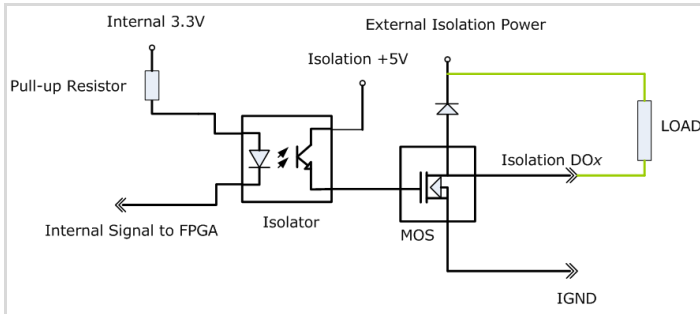 Internal 3.3V
External Isolation Power
Isolation +5V
Pull-up Resistor
LOAD
Isolation DOx
Internal Signal to FPGA
Isolator
MOS
IGND